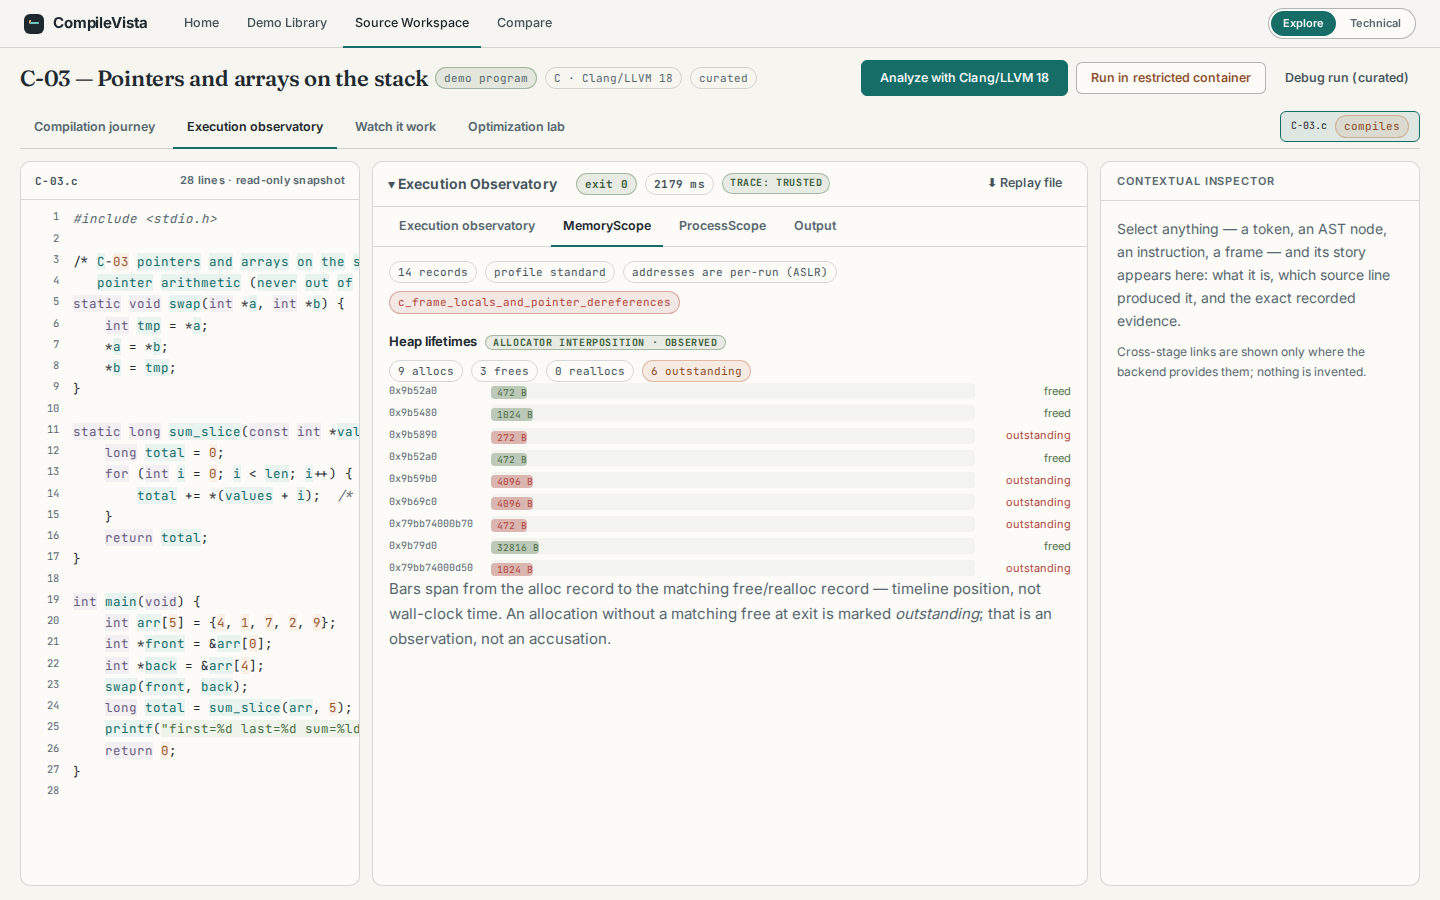 CompileVista
Home
Demo Library
Source Workspace
Compare
Explore
Technical
C-03 — Pointers and arrays on the stack
demo program
C · Clang/LLVM 18
curated
Analyze with Clang/LLVM 18
Run in restricted container
Debug run (curated)
Compilation journey
Execution observatory
Watch it work
Optimization lab
C-03.c
compiles
C-03.c
28 lines · read-only snapshot
1 #include <stdio.h>
2
3 /* C-03 pointers and arrays on the s
4 pointer arithmetic (never out of
5 static void swap(int *a, int *b) {
6 int tmp = *a;
7 *a = *b;
8 *b = tmp;
9 }
10
11 static long sum_slice(const int *val
12 long total = 0;
13 for (int i = 0; i < len; i++) {
14 total += *(values + i); /*
15 }
16 return total;
17 }
18
19 int main(void) {
20 int arr[5] = {4, 1, 7, 2, 9};
21 int *front = &arr[0];
22 int *back = &arr[4];
23 swap(front, back);
24 long total = sum_slice(arr, 5);
25 printf("first=%d last=%d sum=%ld
26 return 0;
27 }
28
▾ Execution Observatory
exit 0
2179 ms
TRACE: TRUSTED
⬇ Replay file
Execution observatory
MemoryScope
ProcessScope
Output
14 records
profile standard
addresses are per-run (ASLR)
c_frame_locals_and_pointer_dereferences
Heap lifetimes
ALLOCATOR INTERPOSITION · OBSERVED
9 allocs
3 frees
0 reallocs
6 outstanding
0x9b52a0 472 B freed
0x9b5480 1024 B freed
0x9b5890 272 B outstanding
0x9b52a0 472 B freed
0x9b59b0 4096 B outstanding
0x9b69c0 4096 B outstanding
0x79bb74000b70 472 B outstanding
0x9b79d0 32816 B freed
0x79bb74000d50 1024 B outstanding
Bars span from the alloc record to the matching free/realloc record — timeline position, not
wall-clock time. An allocation without a matching free at exit is marked outstanding; that is an
observation, not an accusation.
CONTEXTUAL INSPECTOR
Select anything — a token, an AST node,
an instruction, a frame — and its story
appears here: what it is, which source line
produced it, and the exact recorded
evidence.
Cross-stage links are shown only where the
backend provides them; nothing is invented.